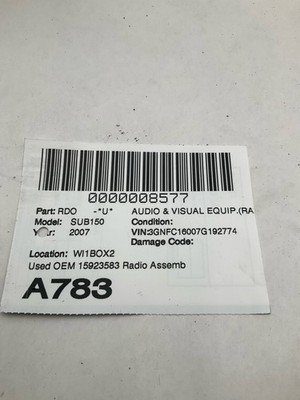 0000008577
Part: RDO -*U* AUDIO & VISUAL EQUIP.(RA
Model: SUB150 Condition:
Year: 2007 VIN:3GNFC16007G192774
Damage Code:
Location: WI1BOX2
Used OEM 15923583 Radio Assemb
A783